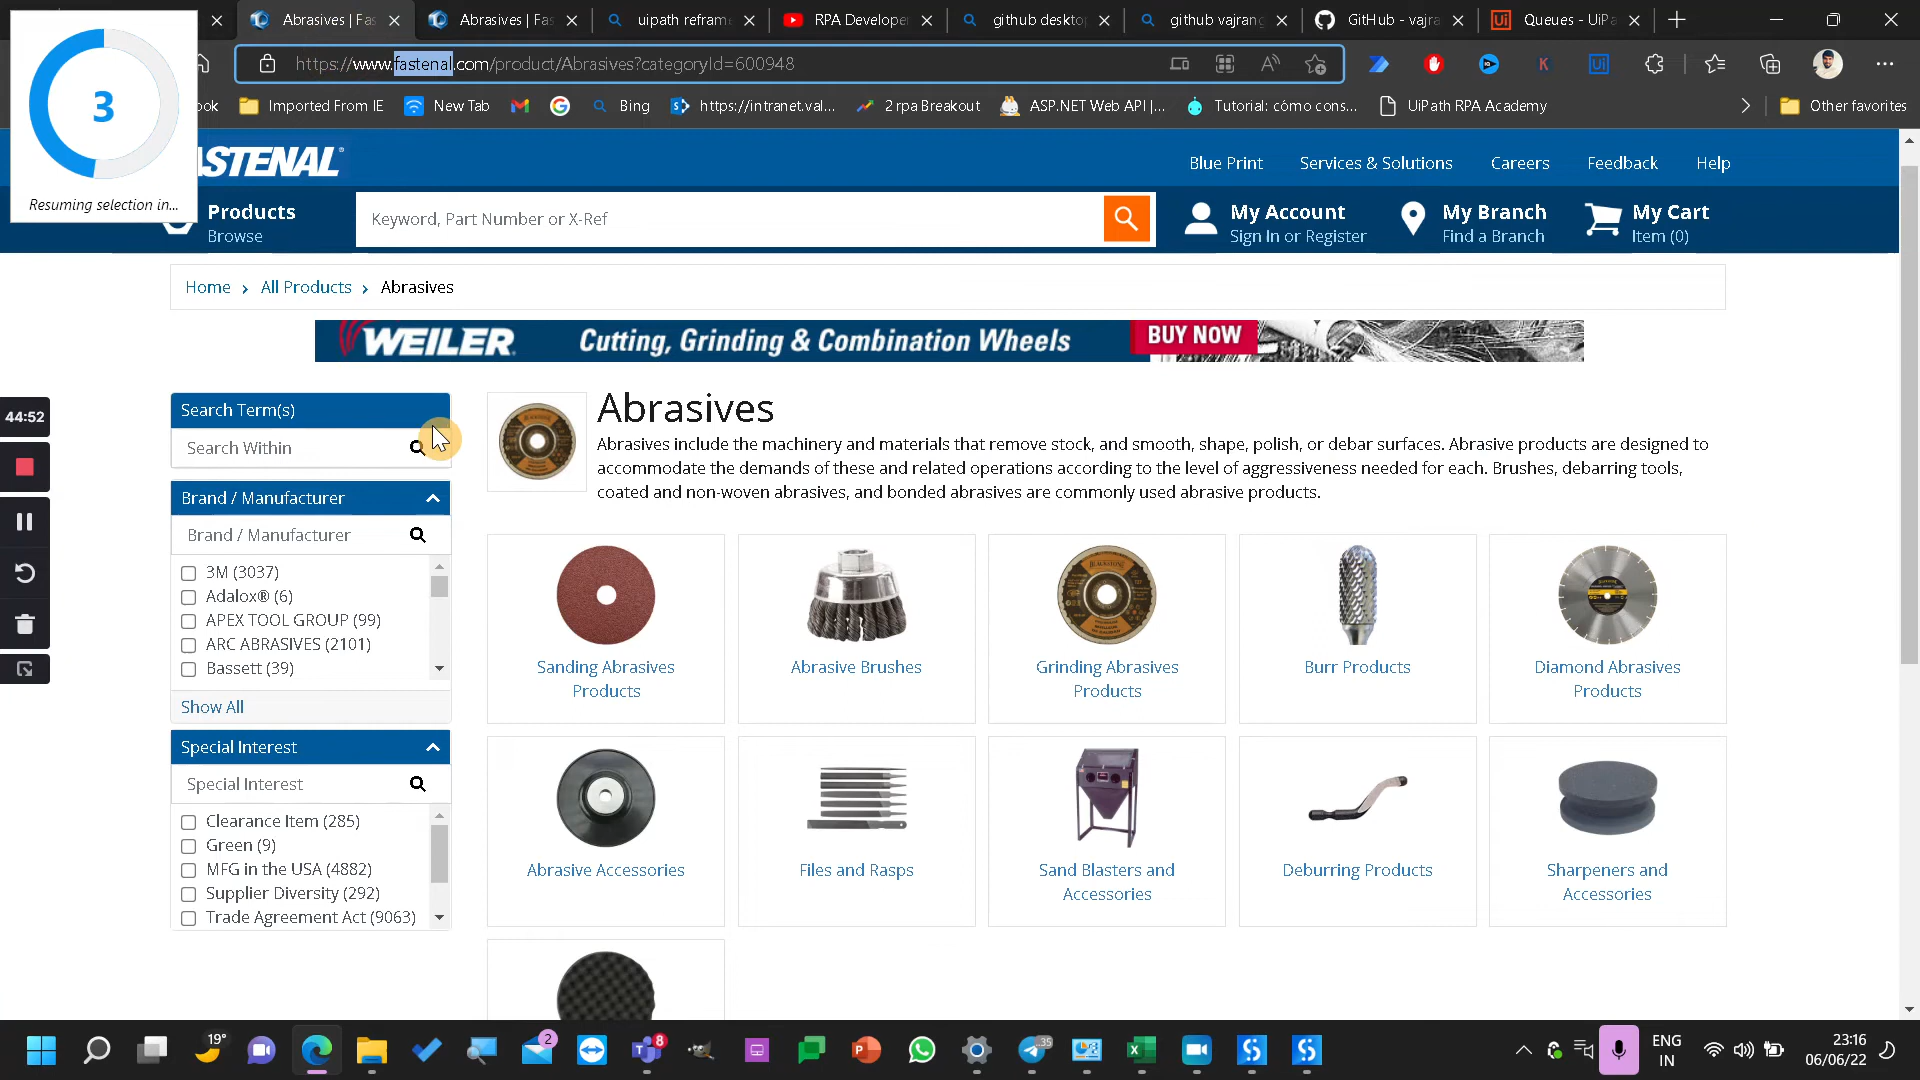 3
Resuming selection in...
Abrasives | Fas
Abrasives | Fas
uipath refram
RPA Develope
github deskto
github vajran
GitHub - vajra
Queues - UiPa
https://www.fastenal.com/product/Abrasives?categoryId=600948
ook
Imported From IE
New Tab
Bing
https://intranet.val...
2 rpa Breakout
ASP.NET Web API |...
Tutorial: cómo cons...
UiPath RPA Academy
Other favorites
ASTENAL
Blue Print
Services & Solutions
Careers
Feedback
Help
Products
Browse
Keyword, Part Number or X-Ref
My Account
Sign In or Register
My Branch
Find a Branch
My Cart
Item (0)
Home › All Products › Abrasives
WEILER Cutting, Grinding & Combination Wheels BUY NOW
44:52
Search Term(s)
Search Within
Brand / Manufacturer
Brand / Manufacturer
3M (3037)
Adalox® (6)
APEX TOOL GROUP (99)
ARC ABRASIVES (2101)
Bassett (39)
Show All
Special Interest
Special Interest
Clearance Item (285)
Green (9)
MFG in the USA (4882)
Supplier Diversity (292)
Trade Agreement Act (9063)
Abrasives
Abrasives include the machinery and materials that remove stock, and smooth, shape, polish, or debar surfaces. Abrasive products are designed to
accommodate the demands of these and related operations according to the level of aggressiveness needed for each. Brushes, debarring tools,
coated and non-woven abrasives, and bonded abrasives are commonly used abrasive products.
Sanding Abrasives
Products
Abrasive Brushes
Grinding Abrasives
Products
Burr Products
Diamond Abrasives
Products
Abrasive Accessories
Files and Rasps
Sand Blasters and
Accessories
Deburring Products
Sharpeners and
Accessories
19°
2
8
39
ENG
IN
23:16
06/06/22